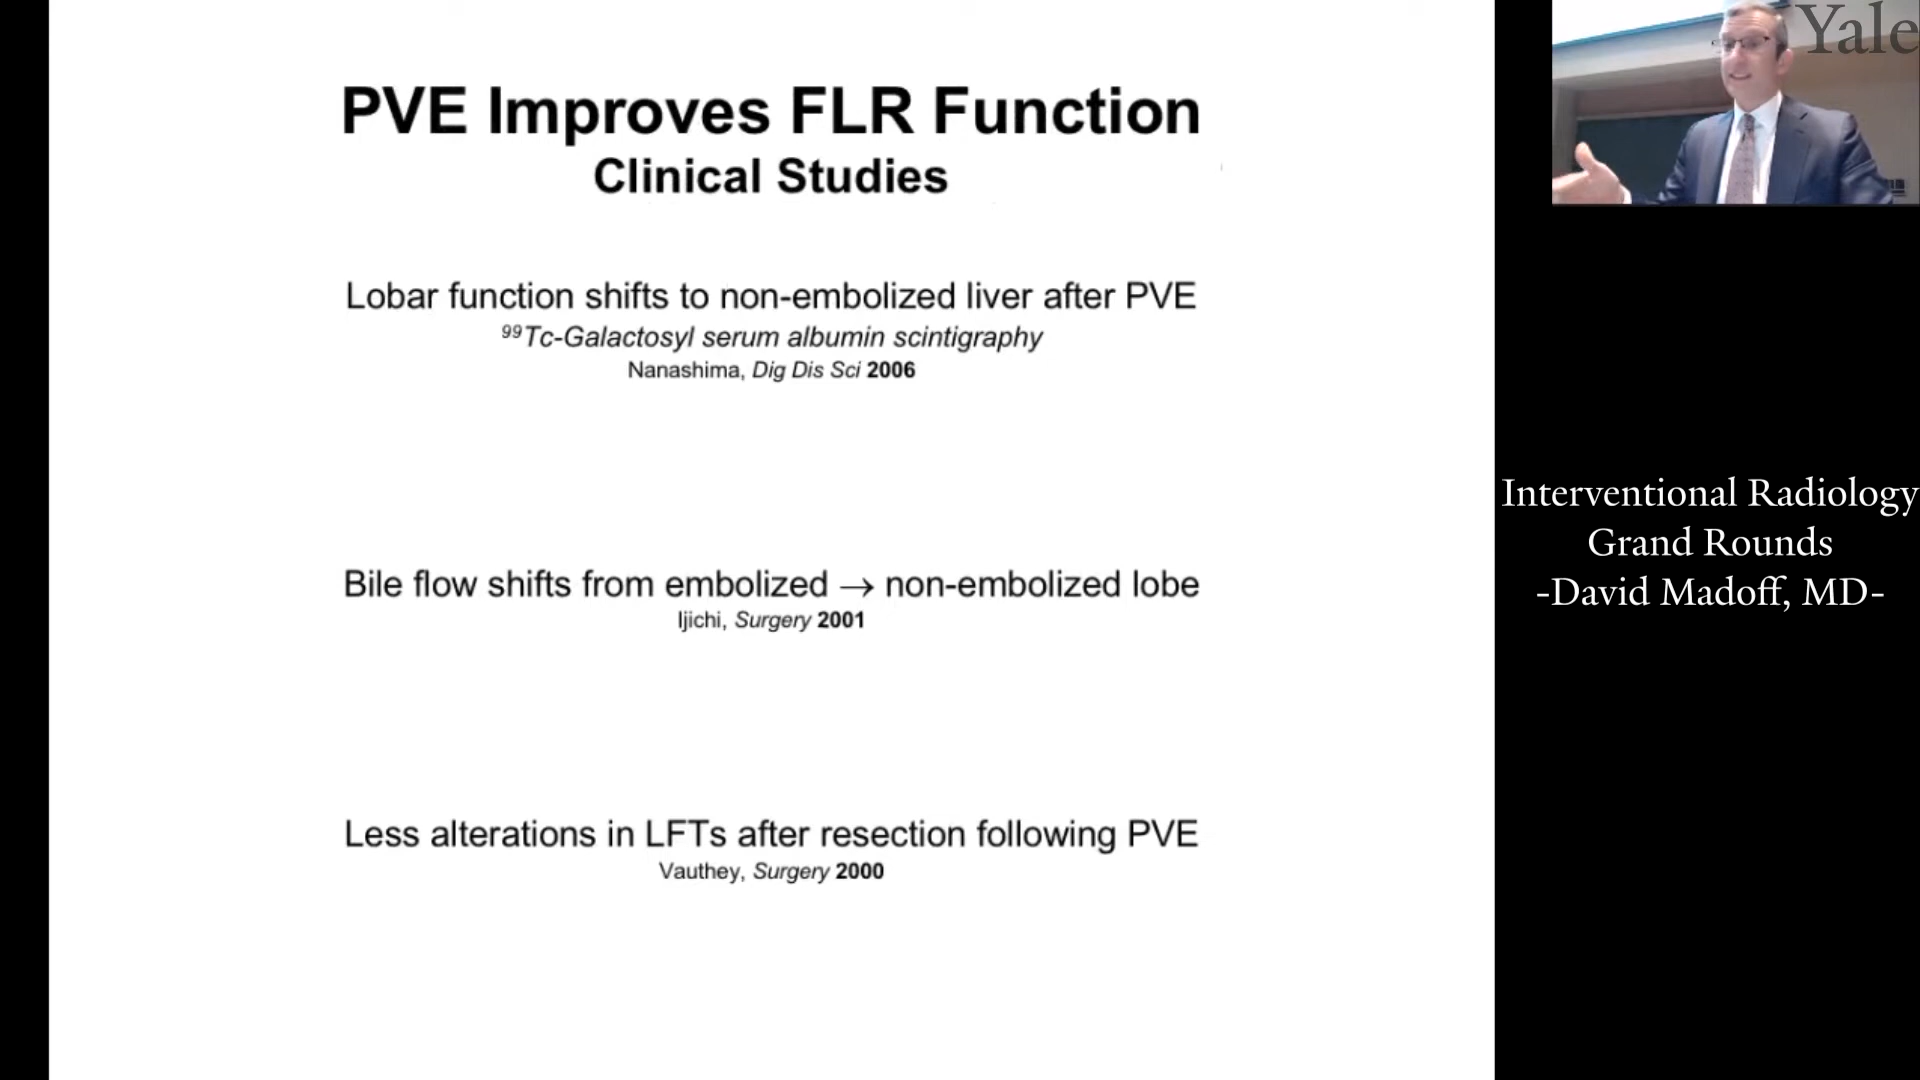 PVE Improves FLR Function
Clinical Studies
Lobar function shifts to non-embolized liver after PVE
⁹⁹Tc-Galactosyl serum albumin scintigraphy
Nanashima, Dig Dis Sci 2006
Bile flow shifts from embolized → non-embolized lobe
Ijichi, Surgery 2001
Less alterations in LFTs after resection following PVE
Vauthey, Surgery 2000
Yale
Interventional Radiology
Grand Rounds
-David Madoff, MD-